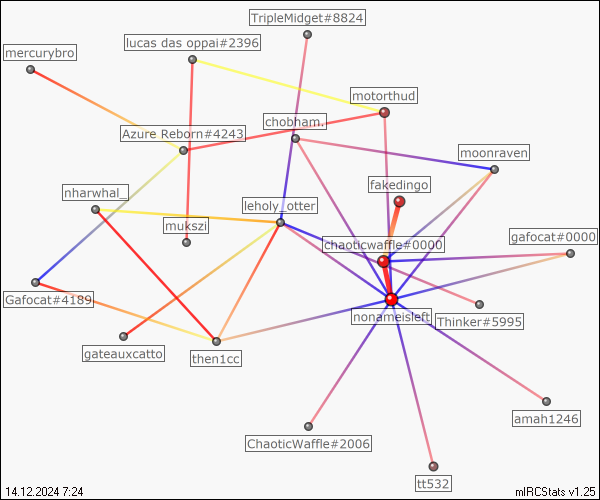 TripleMidget#8824
lucas das oppai#2396
mercurybro
motorthud
chobham.
Azure Reborn#4243
moonraven
fakedingo
nharwhal_
leholy_otter
mukszi
gafocat#0000
chaoticwaffle#0000
Gafocat#4189
nonameisleft
Thinker#5995
gateauxcatto
then1cc
amah1246
ChaoticWaffle#2006
tt532
14.12.2024 7:24
mIRCStats v1.25